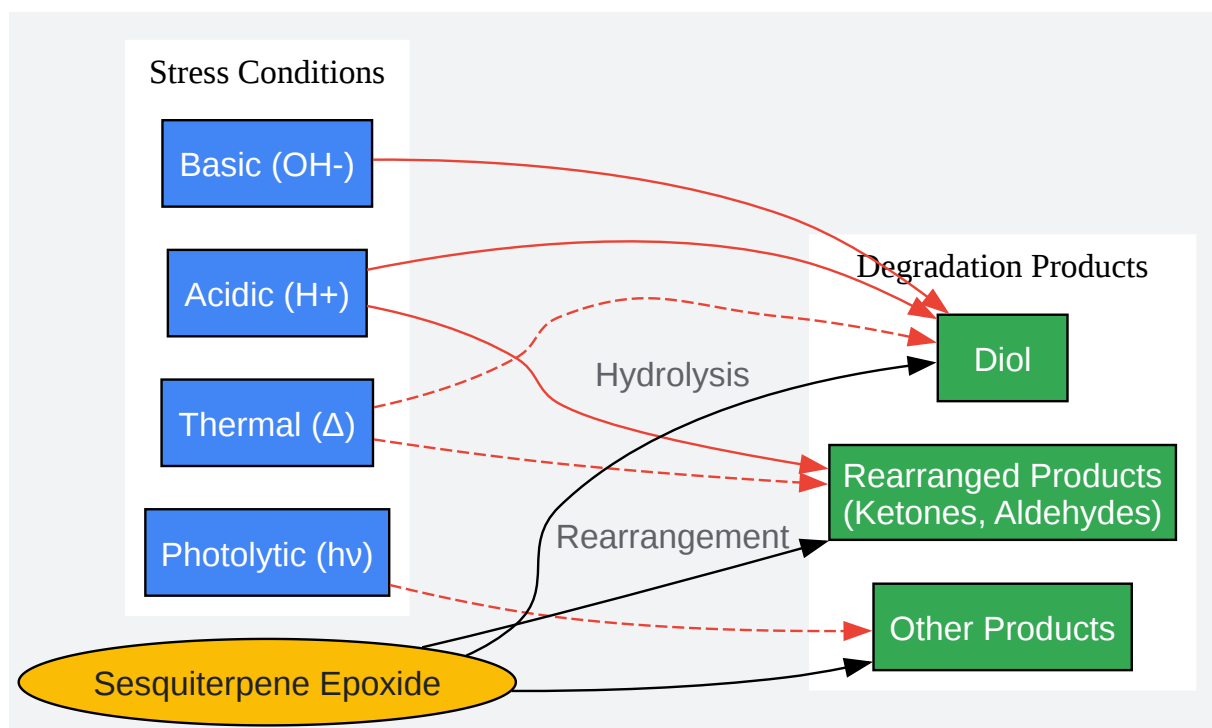 Stress Conditions
Basic (OH-)
Acidic (H+)
Thermal (Δ)
Photolytic (hν)
Sesquiterpene Epoxide
Hydrolysis
Rearrangement
Degradation Products
Diol
Rearranged Products
(Ketones, Aldehydes)
Other Products